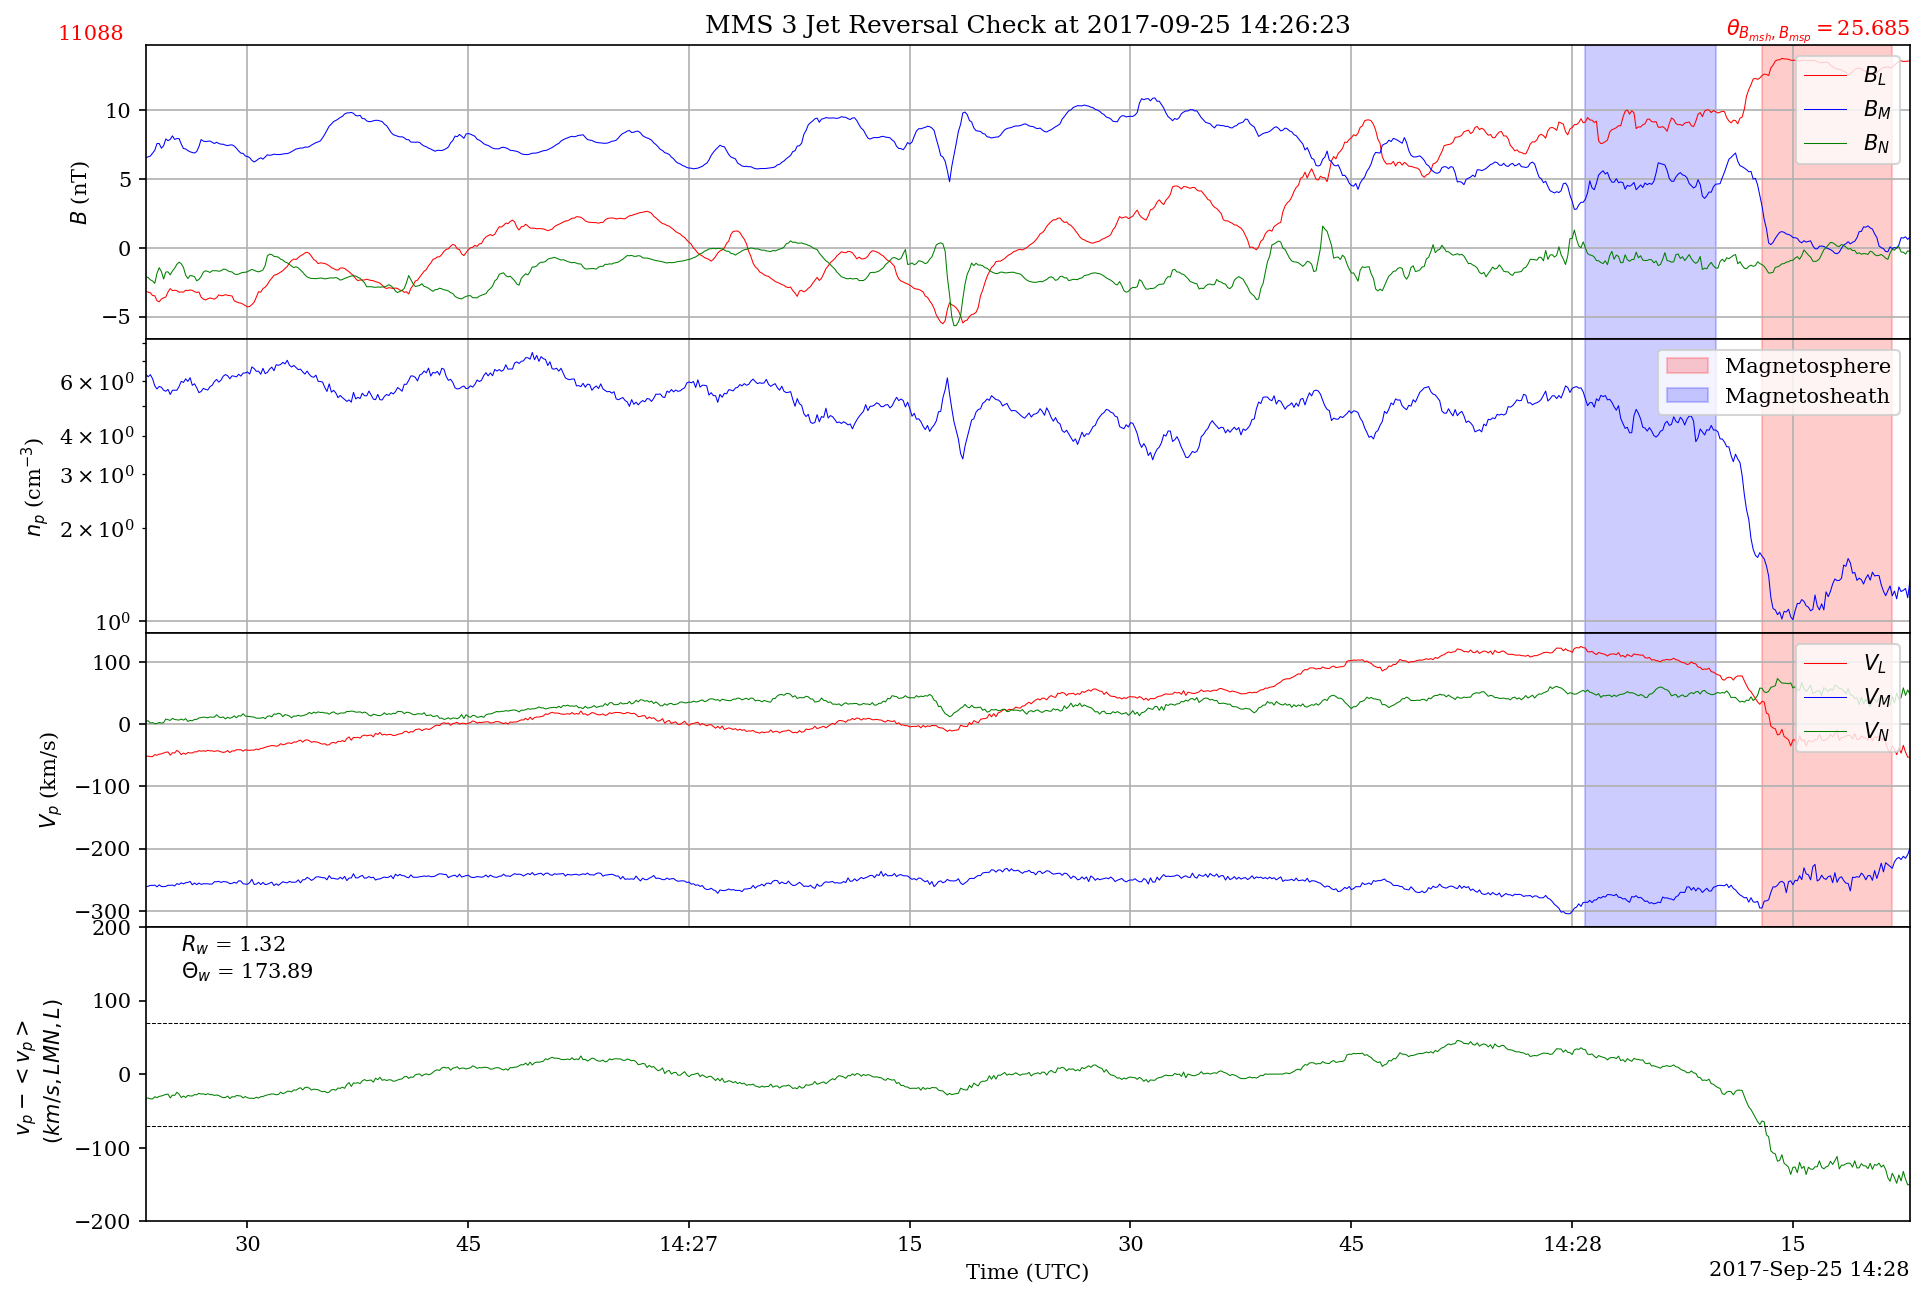 11088
MMS 3 Jet Reversal Check at 2017-09-25 14:26:23
θ_{B_{msh}, B_{msp}} = 25.685
B (nT)
10
5
0
−5
B_L
B_M
B_N
n_p (cm^{−3})
6 × 10^0
4 × 10^0
3 × 10^0
2 × 10^0
10^0
Magnetosphere
Magnetosheath
V_p (km/s)
100
0
−100
−200
−300
V_L
V_M
V_N
v_p − < v_p >
(km/s, LMN, L)
200
100
0
−100
−200
R_w = 1.32
Θ_w = 173.89
30
45
14:27
15
30
45
14:28
15
Time (UTC)
2017-Sep-25 14:28